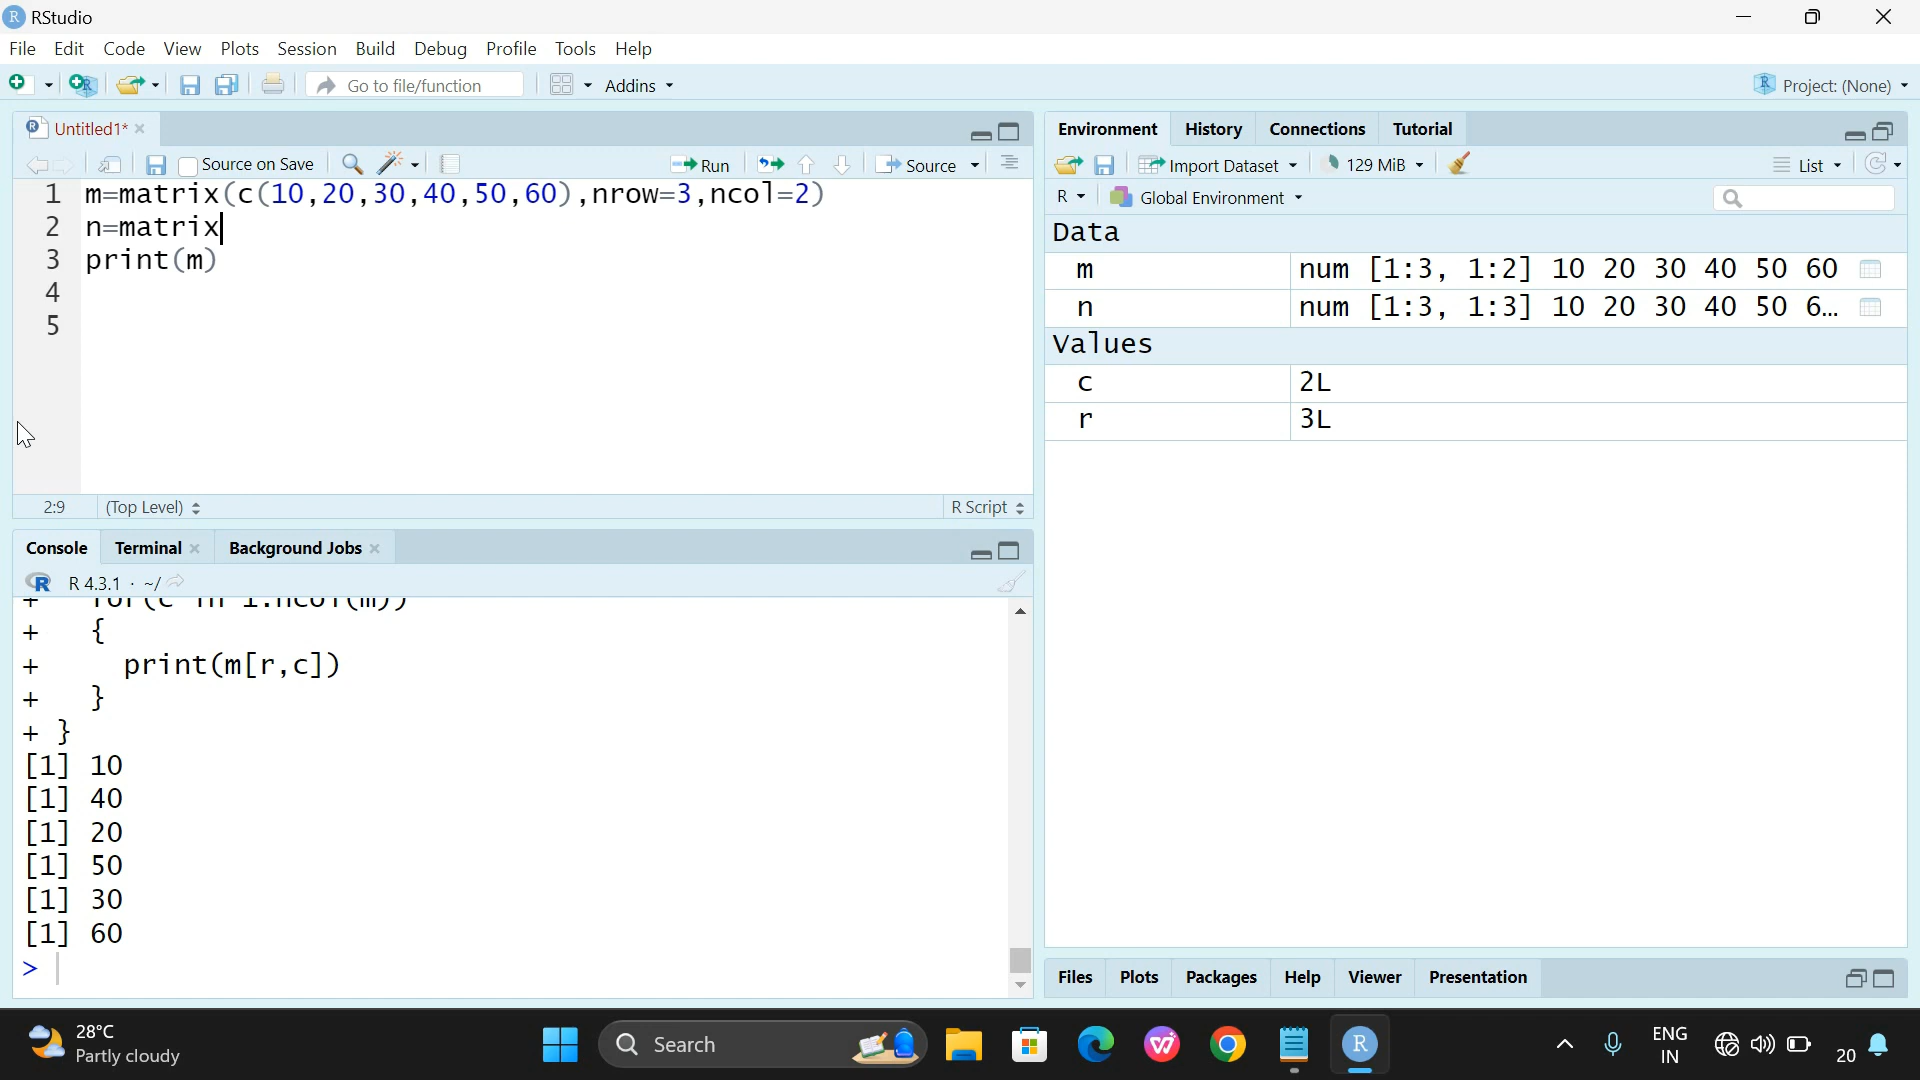 RStudio
File Edit Code View Plots Session Build Debug Profile Tools Help
Go to file/function Addins Project: (None)
Untitled1*
Source on Save Run Source
1 m=matrix(c(10,20,30,40,50,60),nrow=3,ncol=2)
2 n=matrix
3 print(m)
4
5
2:9 (Top Level) R Script
Console Terminal Background Jobs
R 4.3.1 · ~/
+ for(c in 1:ncol(m))
+ {
+ print(m[r,c])
+ }
+ }
[1] 10
[1] 40
[1] 20
[1] 50
[1] 30
[1] 60
>
Environment History Connections Tutorial
Import Dataset 129 MiB List
R Global Environment
Data
m num [1:3, 1:2] 10 20 30 40 50 60
n num [1:3, 1:3] 10 20 30 40 50 6…
Values
c 2L
r 3L
Files Plots Packages Help Viewer Presentation
28°C
Partly cloudy
Search
ENG
IN
20